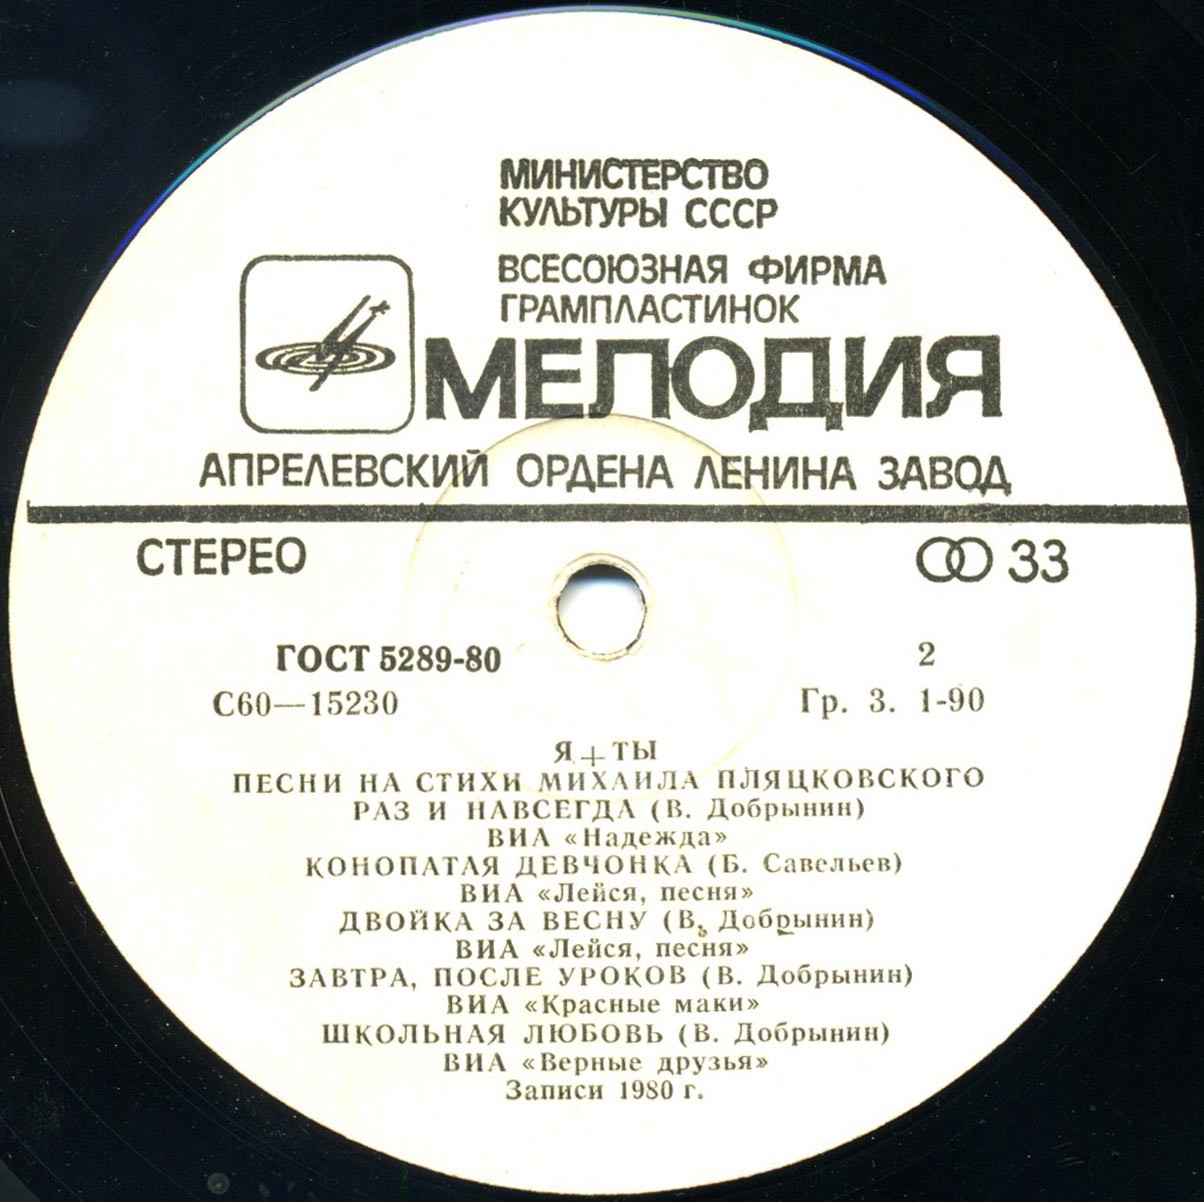 МИНИСТЕРСТВО
КУЛЬТУРЫ СССР
ВСЕСОЮЗНАЯ ФИРМА
ГРАМПЛАСТИНОК
МЕЛОДИЯ
АПРЕЛЕВСКИЙ ОРДЕНА ЛЕНИНА ЗАВОД
СТЕРЕО
33
ГОСТ 5289-80
2
С60—15230
Гр. 3. 1-90
Я+ТЫ
ПЕСНИ НА СТИХИ МИХАИЛА ПЛЯЦКОВСКОГО
РАЗ И НАВСЕГДА (В. Добрынин)
ВИА «Надежда»
КОНОПАТАЯ ДЕВЧОНКА (Б. Савельев)
ВИА «Лейся, песня»
ДВОЙКА ЗА ВЕСНУ (В. Добрынин)
ВИА «Лейся, песня»
ЗАВТРА, ПОСЛЕ УРОКОВ (В. Добрынин)
ВИА «Красные маки»
ШКОЛЬНАЯ ЛЮБОВЬ (В. Добрынин)
ВИА «Верные друзья»
Записи 1980 г.